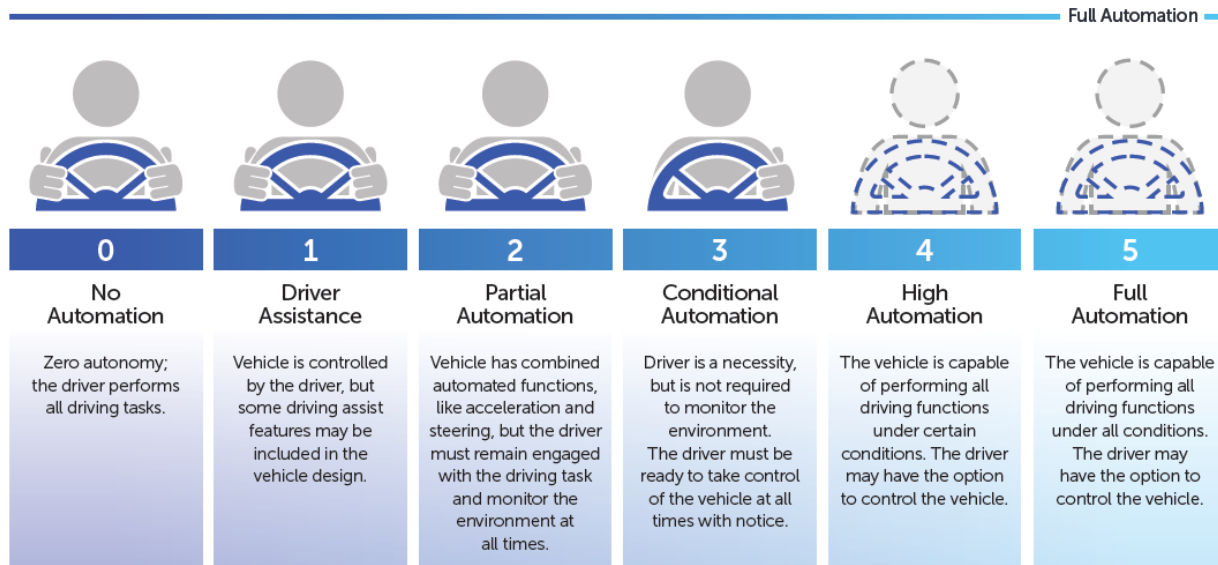 Full Automation
0
No
Automation
Zero autonomy;
the driver performs
all driving tasks.
1
Driver
Assistance
Vehicle is controlled
by the driver, but
some driving assist
features may be
included in the
vehicle design.
2
Partial
Automation
Vehicle has combined
automated functions,
like acceleration and
steering, but the driver
must remain engaged
with the driving task
and monitor the
environment at
all times.
3
Conditional
Automation
Driver is a necessity,
but is not required
to monitor the
environment.
The driver must be
ready to take control
of the vehicle at all
times with notice.
4
High
Automation
The vehicle is capable
of performing all
driving functions
under certain
conditions. The driver
may have the option
to control the vehicle.
5
Full
Automation
The vehicle is capable
of performing all
driving functions
under all conditions.
The driver may
have the option to
control the vehicle.